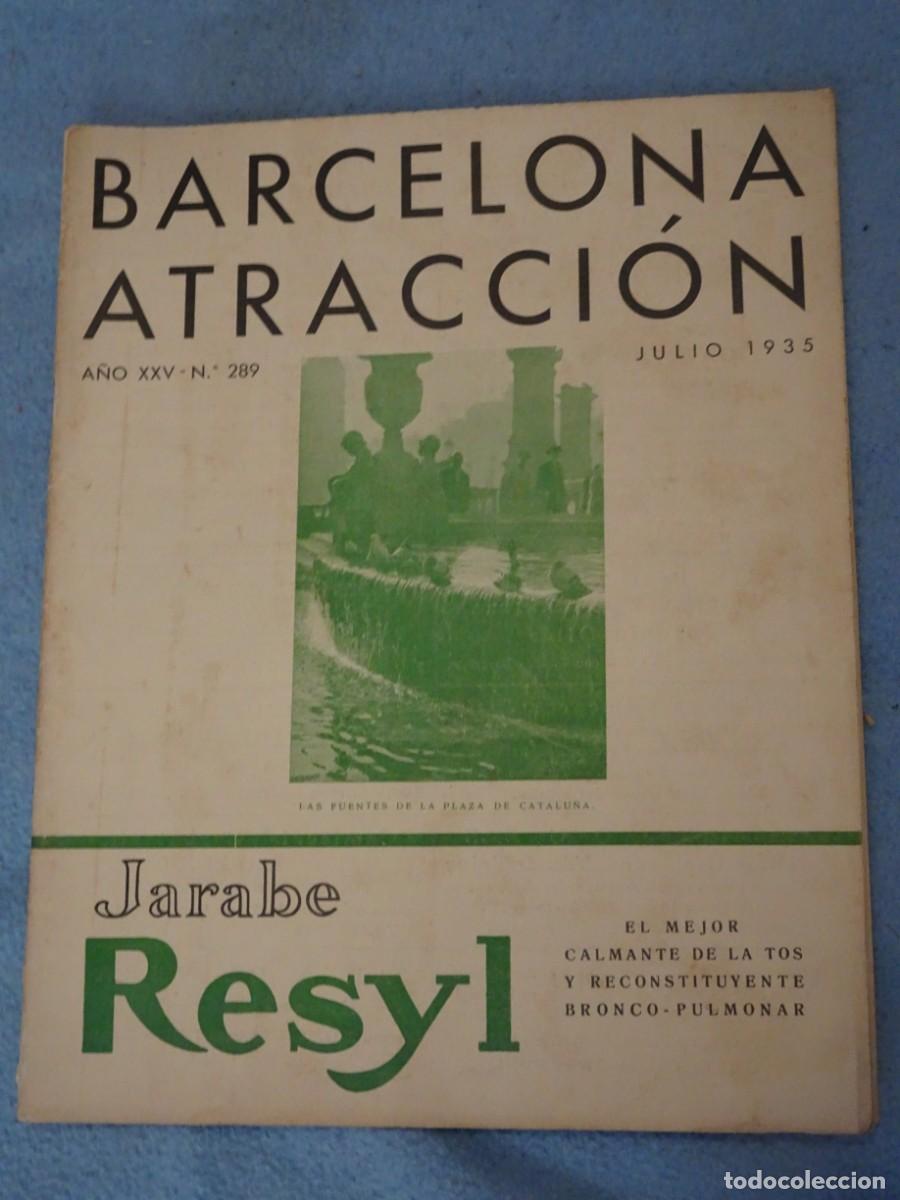 BARCELONA
ATRACCIÓN
AÑO XXV - N.° 289
JULIO 1935
LAS FUENTES DE LA PLAZA DE CATALUÑA.
Jarabe
Resyl
EL MEJOR
CALMANTE DE LA TOS
Y RECONSTITUYENTE
BRONCO-PULMONAR
todocoleccion